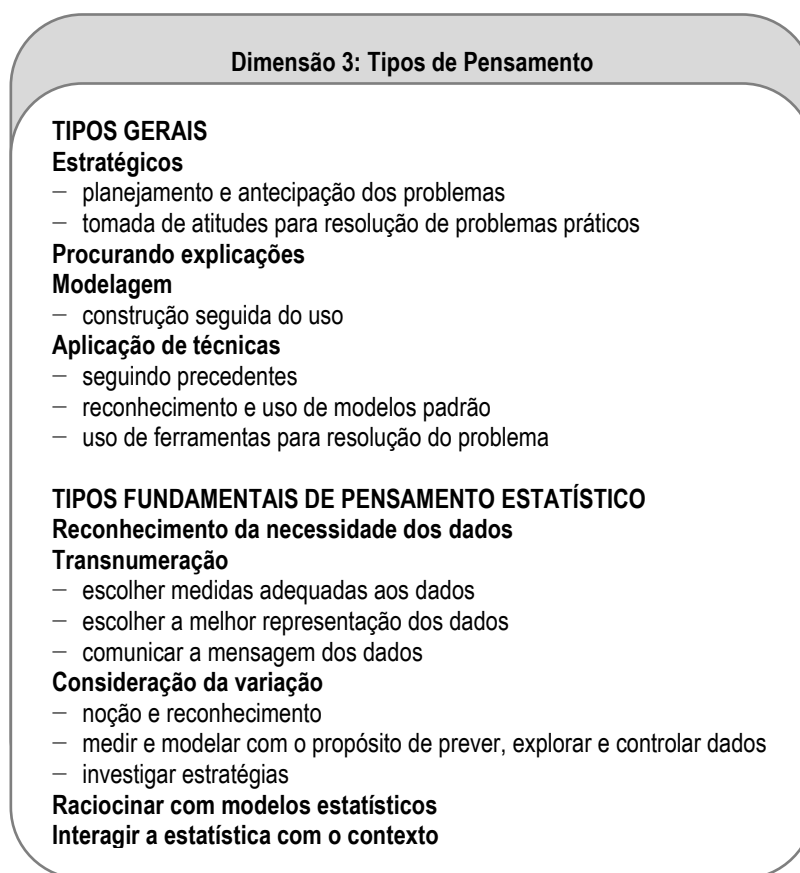 Dimensão 3: Tipos de Pensamento
TIPOS GERAIS
Estratégicos
– planejamento e antecipação dos problemas
– tomada de atitudes para resolução de problemas práticos
Procurando explicações
Modelagem
– construção seguida do uso
Aplicação de técnicas
– seguindo precedentes
– reconhecimento e uso de modelos padrão
– uso de ferramentas para resolução do problema
TIPOS FUNDAMENTAIS DE PENSAMENTO ESTATÍSTICO
Reconhecimento da necessidade dos dados
Transnumeração
– escolher medidas adequadas aos dados
– escolher a melhor representação dos dados
– comunicar a mensagem dos dados
Consideração da variação
– noção e reconhecimento
– medir e modelar com o propósito de prever, explorar e controlar dados
– investigar estratégias
Raciocinar com modelos estatísticos
Interagir a estatística com o contexto